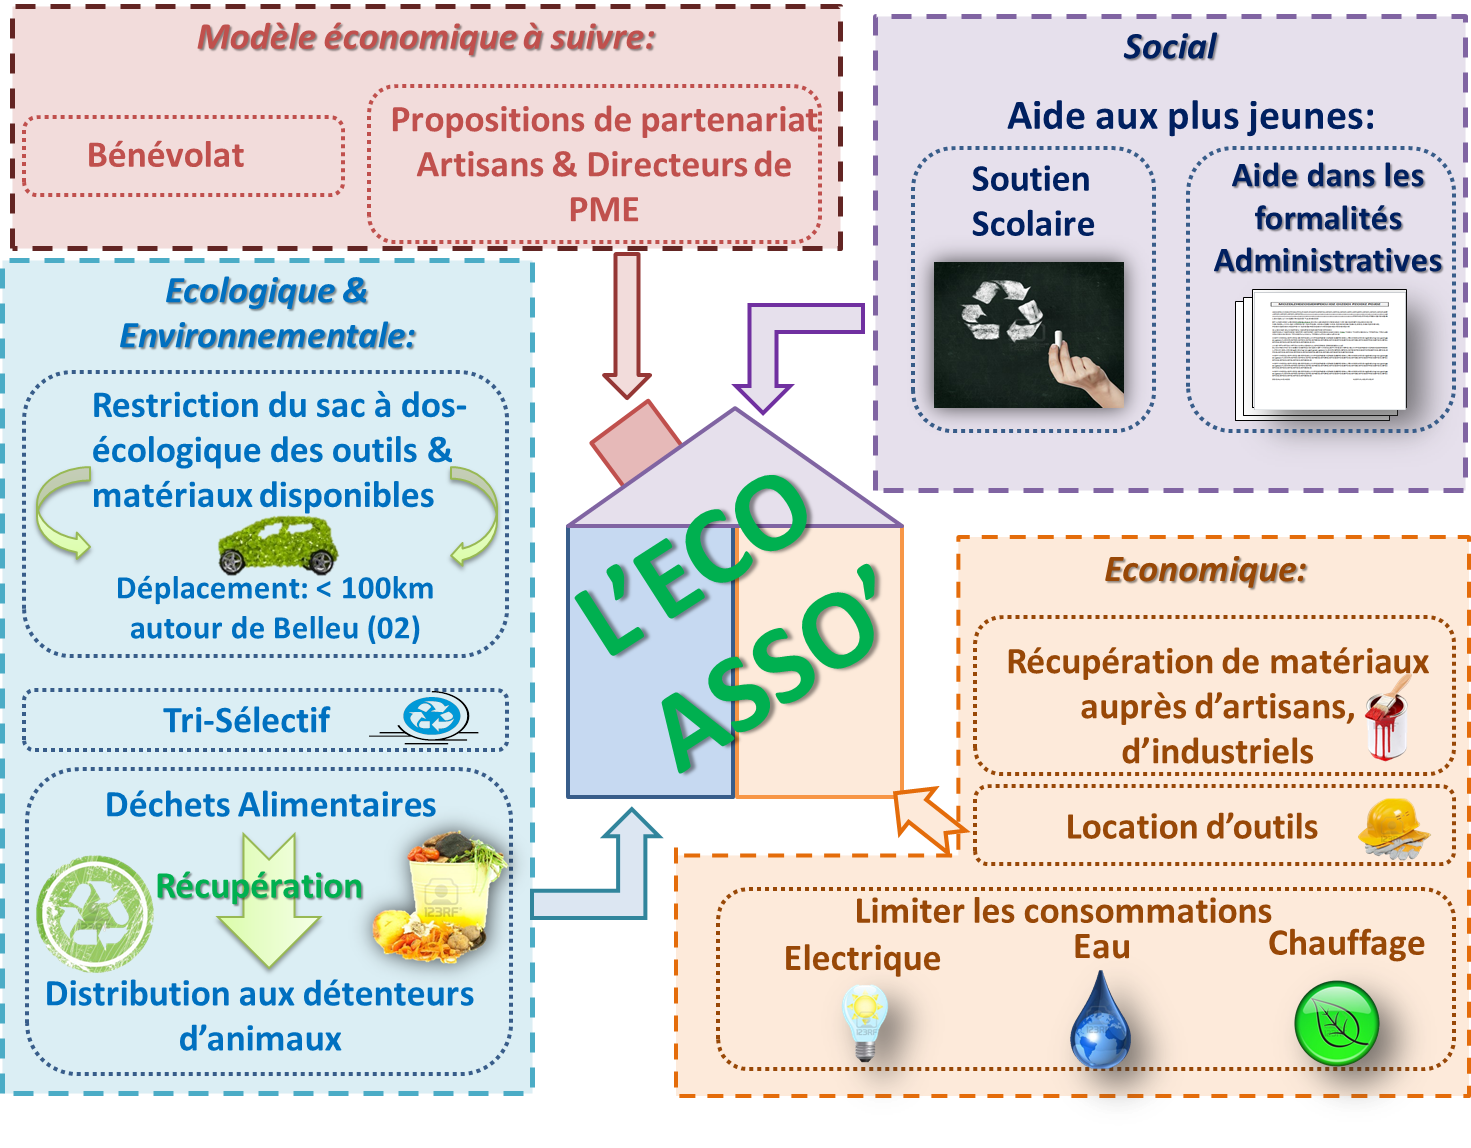 Modèle économique à suivre:
Bénévolat
Propositions de partenariat
Artisans & Directeurs de
PME
Social
Aide aux plus jeunes:
Soutien
Scolaire
Aide dans les
formalités
Administratives
Ecologique &
Environnementale:
Restriction du sac à dos-
écologique des outils &
matériaux disponibles
Déplacement: < 100km
autour de Belleu (02)
Tri-Sélectif
Déchets Alimentaires
Récupération
123RF
Distribution aux détenteurs
d’animaux
L’ECO
ASSO’
Economique:
Récupération de matériaux
auprès d’artisans,
d’industriels
Location d’outils
Limiter les consommations
Electrique
Eau
Chauffage
123RF
123RF